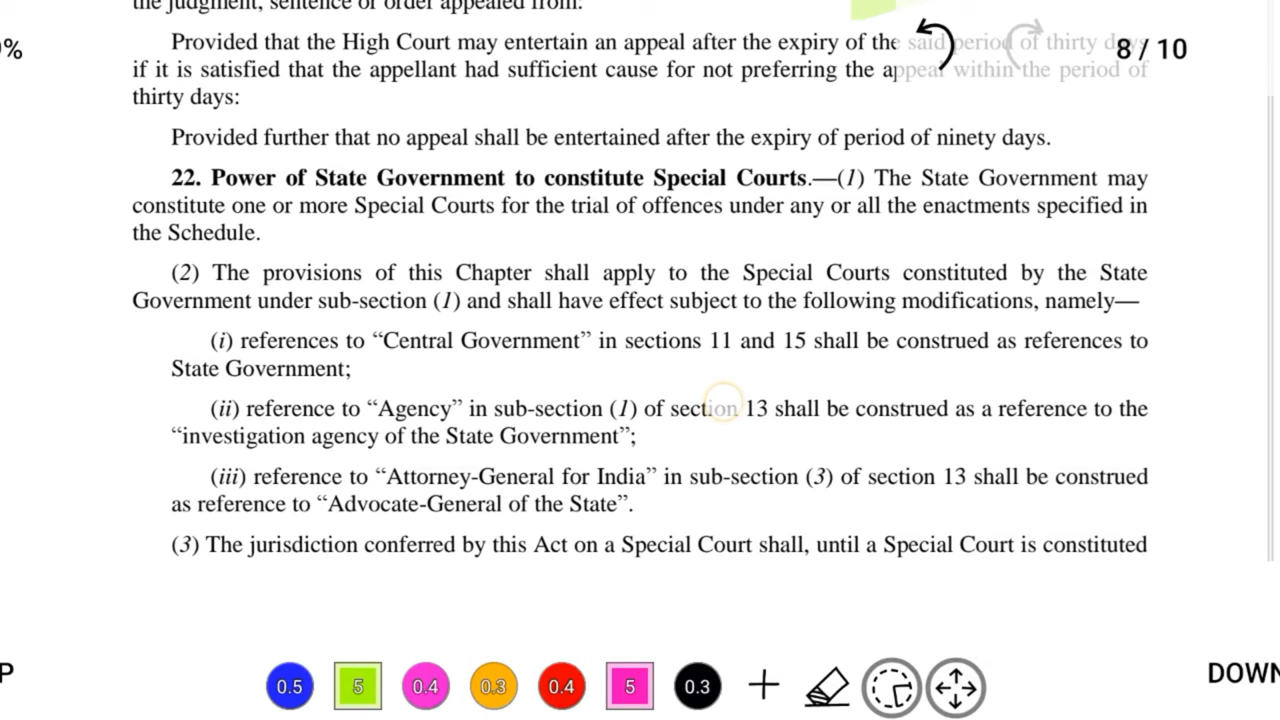 the judgment, sentence or order appealed from:
Provided that the High Court may entertain an appeal after the expiry of the said period of thirty days
8 / 10
%
if it is satisfied that the appellant had sufficient cause for not preferring the appeal within the period of
thirty days:
Provided further that no appeal shall be entertained after the expiry of period of ninety days.
22. Power of State Government to constitute Special Courts.—(1) The State Government may
constitute one or more Special Courts for the trial of offences under any or all the enactments specified in
the Schedule.
(2) The provisions of this Chapter shall apply to the Special Courts constituted by the State
Government under sub-section (1) and shall have effect subject to the following modifications, namely—
(i) references to “Central Government” in sections 11 and 15 shall be construed as references to
State Government;
(ii) reference to “Agency” in sub-section (1) of section 13 shall be construed as a reference to the
“investigation agency of the State Government”;
(iii) reference to “Attorney-General for India” in sub-section (3) of section 13 shall be construed
as reference to “Advocate-General of the State”.
(3) The jurisdiction conferred by this Act on a Special Court shall, until a Special Court is constituted
P
DOWN
0.5 5 0.4 0.3 0.4 5 0.3